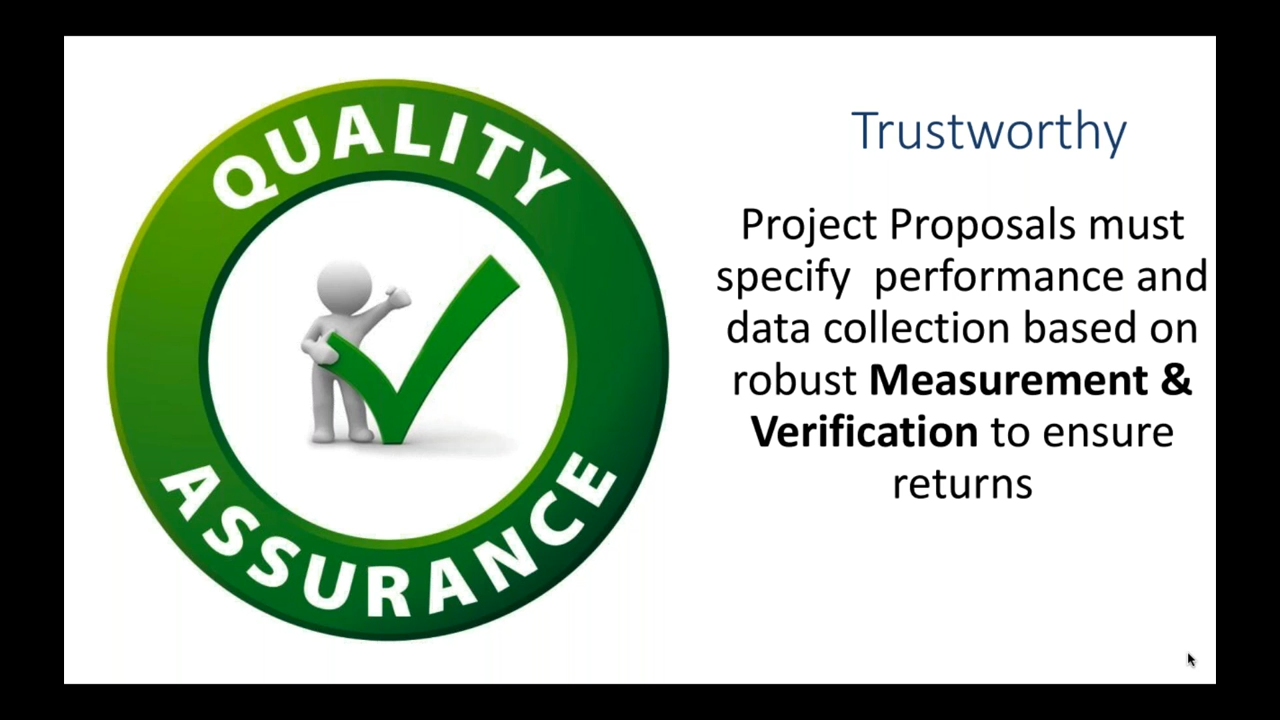 QUALITY
ASSURANCE
Trustworthy
Project Proposals must
specify  performance and
data collection based on
robust Measurement &
Verification to ensure
returns